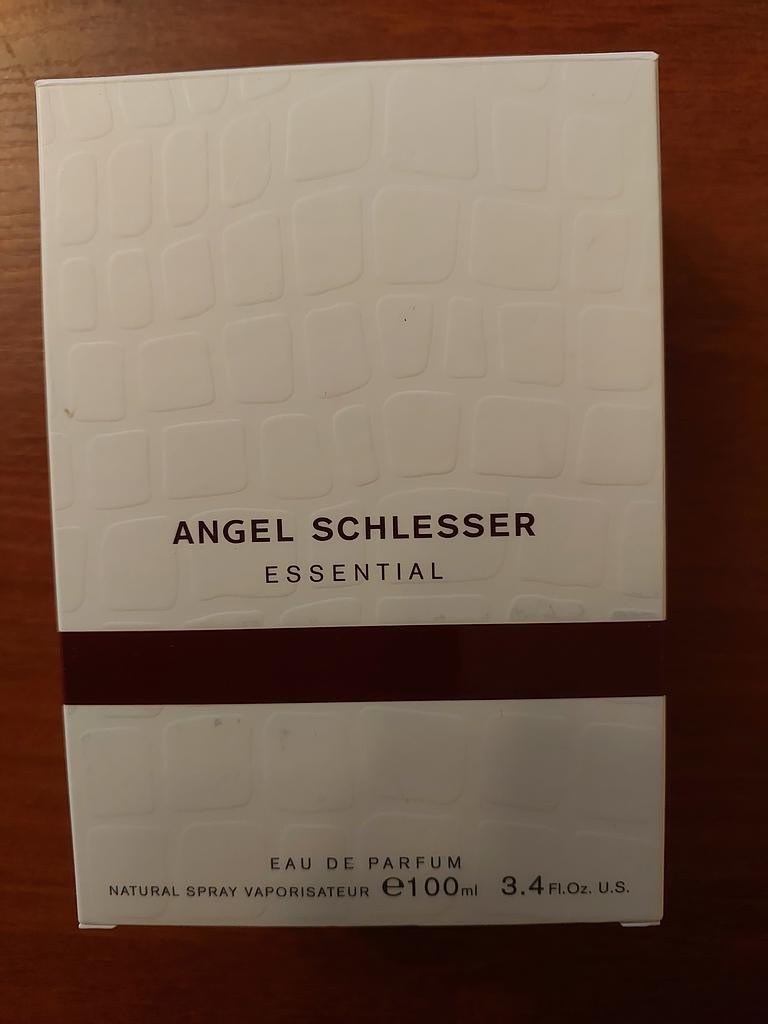 ANGEL SCHLESSER
ESSENTIAL
EAU DE PARFUM
NATURAL SPRAY VAPORISATEUR ℮100ml 3.4 Fl.Oz. U.S.